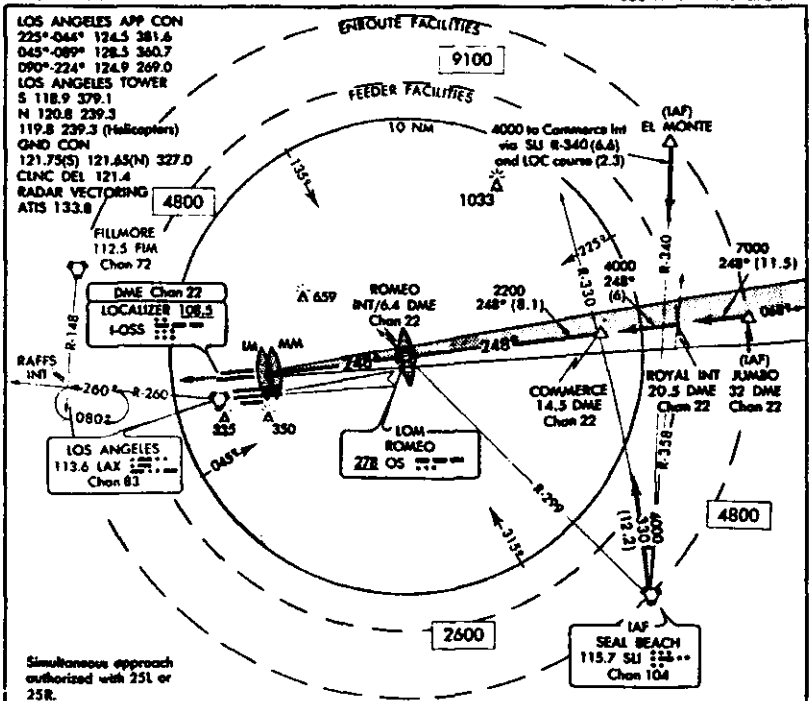 LOS ANGELES APP CON
225°-044° 124.5 381.6
045°-089° 128.5 360.7
090°-224° 124.9 269.0
LOS ANGELES TOWER
S 118.9 379.1
N 120.8 239.3
119.8 239.3 (Helicopters)
GND CON
121.75(S) 121.65(N) 327.0
CLNC DEL 121.4
RADAR VECTORING
ATIS 133.8
ENROUTE FACILITIES
9100
FEEDER FACILITIES
10 NM
4000 to Commerce Int
via SLI R-340 (6.6)
and LOC course (2.3)
(IAF)
EL MONTE
135°
1033
4800
225°
R-340
FILLMORE
112.5 FIM
Chan 72
R-330
7000
248° (11.5)
4000
248°
(6)
2200
248° (8.1)
ROMEO
INT/6.4 DME
Chan 22
659
DME Chan 22
LOCALIZER 108.5
I-OSS
IM
MM
248°
248°
068°
R-148
RAFFS
INT
260°
R-260
080°
COMMERCE
14.5 DME
Chan 22
ROYAL INT
20.5 DME
Chan 22
(IAF)
JUMBO
32 DME
Chan 22
335
350
LOM
ROMEO
278 OS
LOS ANGELES
113.6 LAX
Chan 83
045°
R-299
R-358
315°
4000
330
(12.2)
4800
2600
IAF
SEAL BEACH
115.7 SLI
Chan 104
Simultaneous approach
authorized with 25L or
25R.